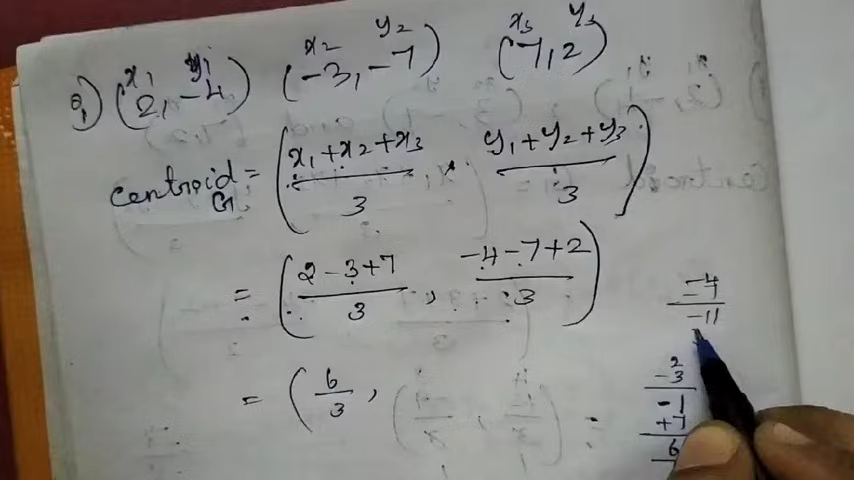 x1 y1 x2 y2 x3 y3
Q) (2, -4) (-3, -7) (7, 2)
centroid G = (x1+x2+x3/3, y1+y2+y3/3)
= (2-3+7/3, -4-7+2/3)
= (6/3,
-4
-7
-11
2
-3
-1
+7
6